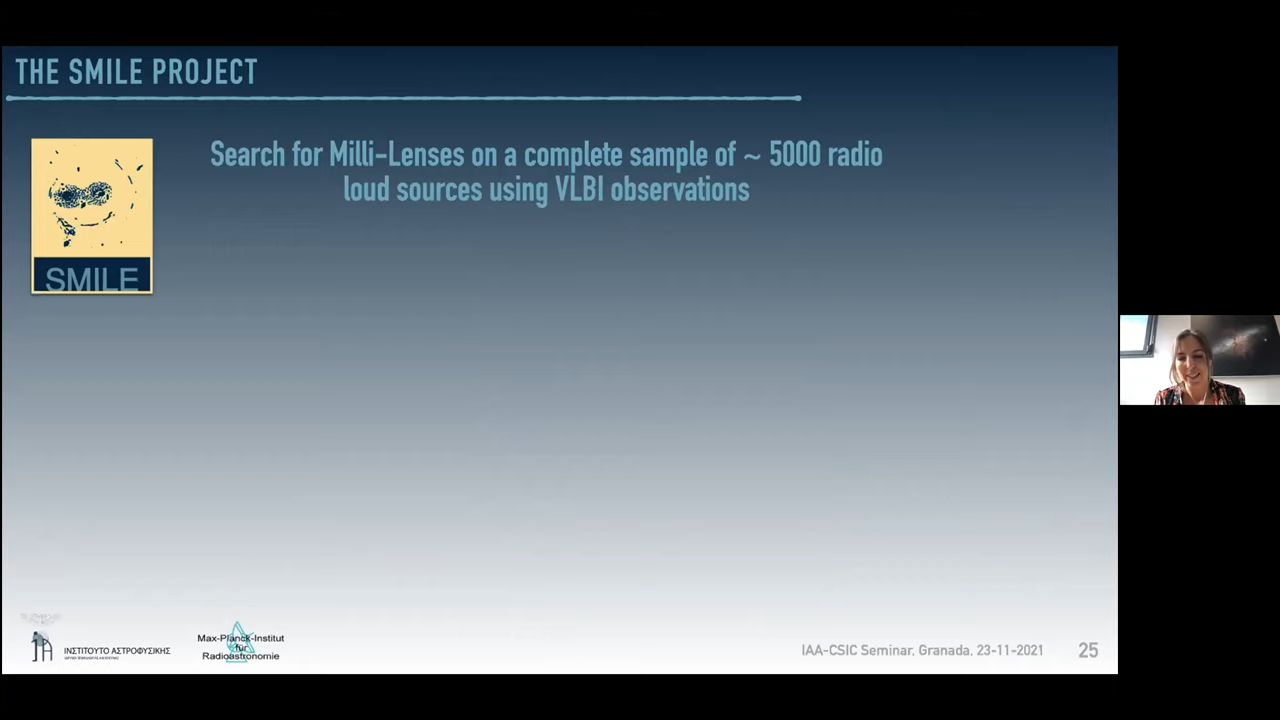 THE SMILE PROJECT
Search for Milli-Lenses on a complete sample of ~ 5000 radio
loud sources using VLBI observations
SMILE
ΙΝΣΤΙΤΟΥΤΟ ΑΣΤΡΟΦΥΣΙΚΗΣ
Max-Planck-Institut
für
Radioastronomie
IAA-CSIC Seminar, Granada, 23-11-2021
25